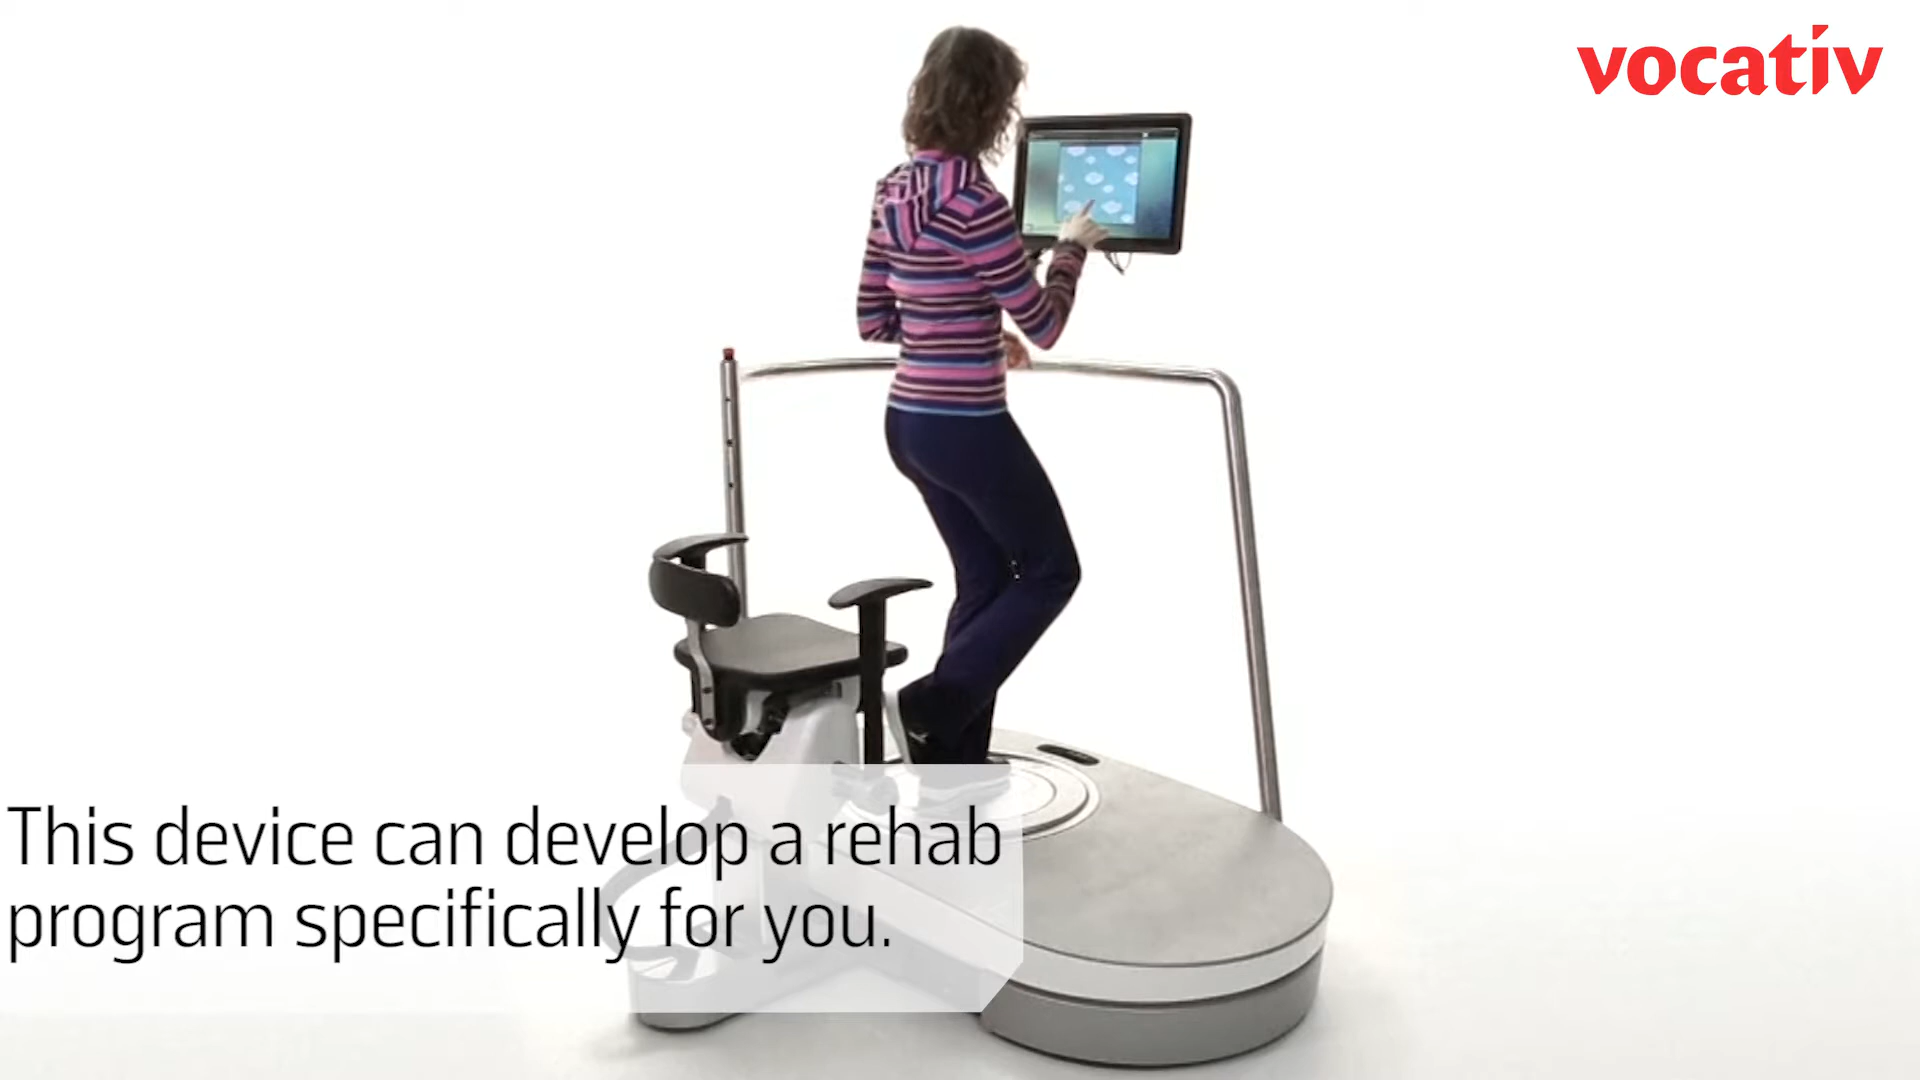 vocativ
This device can develop a rehab
program specifically for you.